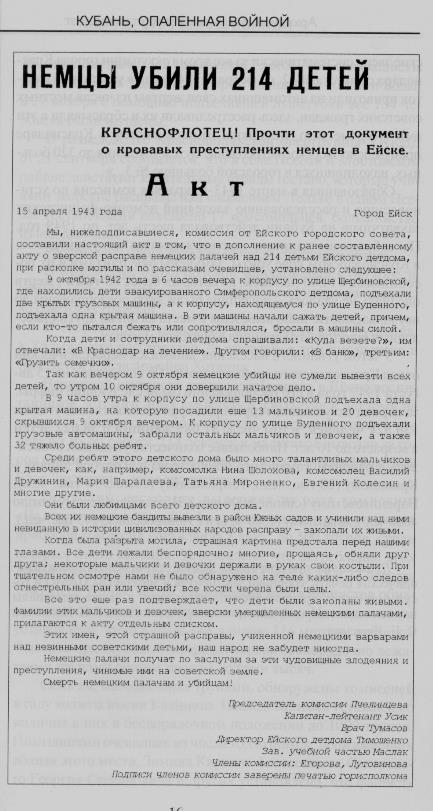 КУБАНЬ, ОПАЛЕННАЯ ВОЙНОЙ
НЕМЦЫ УБИЛИ 214 ДЕТЕЙ
КРАСНОФЛОТЕЦ! Прочти этот документ
о кровавых преступлениях немцев в Ейске.
Акт
15 апреля 1943 года Город Ейск
Мы, нижеподписавшиеся, комиссия от Ейского городского совета,
составили настоящий акт в том, что в дополнение к ранее составленному
акту о зверской расправе немецких палачей над 214 детьми Ейского детдома,
при раскопке могилы и по рассказам очевидцев, установлено следующее:
9 октября 1942 года в 6 часов вечера к корпусу по улице Щербиновской,
где находились дети эвакуированного Симферопольского детдома, подъехали
две крытых грузовых машины, а к корпусу, находящемуся по улице Буденного,
подъехала одна крытая машина. В эти машины начали сажать детей, причем,
если кто-то пытался бежать или сопротивлялся, бросали в машины силой.
Когда дети и сотрудники детдома спрашивали: «Куда везете?», им
отвечали: «В Краснодар на лечение». Другим говорили: «В баню», третьим:
«Грузить семечки».
Так как вечером 9 октября немецкие убийцы не сумели вывезти всех
детей, то утром 10 октября они довершили начатое дело.
В 9 часов утра к корпусу по улице Щербиновской подъехала одна
крытая машина, на которую посадили еще 13 мальчиков и 20 девочек,
скрывшихся 9 октября вечером. К корпусу по улице Буденного подъехали
грузовые автомашины, забрали остальных мальчиков и девочек, а также
32 тяжело больных ребят.
Среди ребят этого детского дома было много талантливых мальчиков
и девочек, как, например, комсомолка Нина Шолохова, комсомолец Василий
Дружинин, Мария Шарапаева, Татьяна Мироненко, Евгений Колесин и
многие другие.
Они были любимцами всего детского дома.
Всех их немецкие бандиты вывезли в район Южных садов и учинили над ними
невиданную в истории цивилизованных народов расправу – закопали их живыми.
Когда была разрыта могила, страшная картина предстала перед нашими
глазами. Все дети лежали беспорядочно; многие, прощаясь, обняли друг
друга; некоторые мальчики и девочки держали в руках свои костыли. При
тщательном осмотре нами не было обнаружено на теле каких-либо следов
огнестрельных ран или увечий; все кости черепа были целы.
Все это еще раз подтверждает, что дети были закопаны живыми.
Фамилии этих мальчиков и девочек, зверски умерщвленных немецкими палачами,
прилагаются к акту отдельным списком.
Этих имен, этой страшной расправы, учиненной немецкими варварами
над невинными советскими детьми, наш народ не забудет никогда.
Немецкие палачи получат по заслугам за эти чудовищные злодеяния и
преступления, чинимые ими на советской земле.
Смерть немецким палачам и убийцам!
Председатель комиссии Пчелинцева
Капитан-лейтенант Усик
Врач Тумасов
Директор Ейского детдома Тимошенко
Зав. учебной частью Маслак
Члены комиссии: Егорова, Лутовинова
Подписи членов комиссии заверены печатью горисполкома